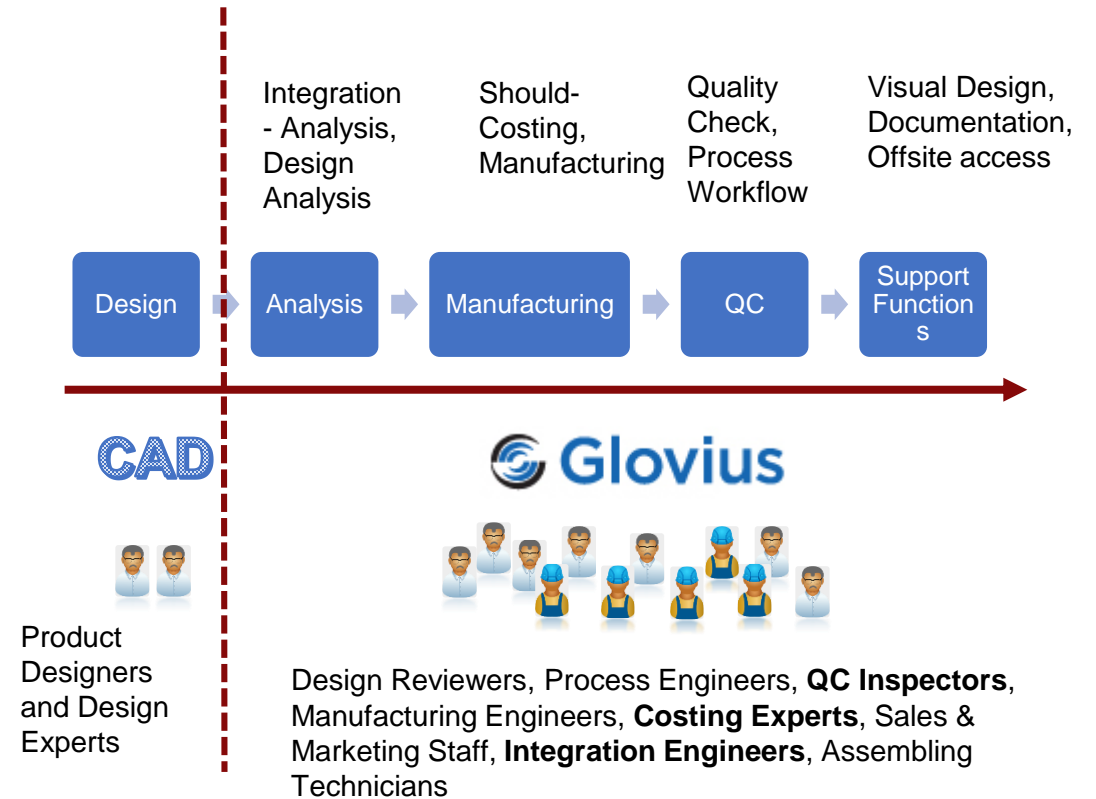 Integration
- Analysis,
Design
Analysis
Should-
Costing,
Manufacturing
Quality
Check,
Process
Workflow
Visual Design,
Documentation,
Offsite access
Design
Analysis
Manufacturing
QC
Support
Function
s
CAD
Glovius
Product
Designers
and Design
Experts
Design Reviewers, Process Engineers, QC Inspectors,
Manufacturing Engineers, Costing Experts, Sales &
Marketing Staff, Integration Engineers, Assembling
Technicians